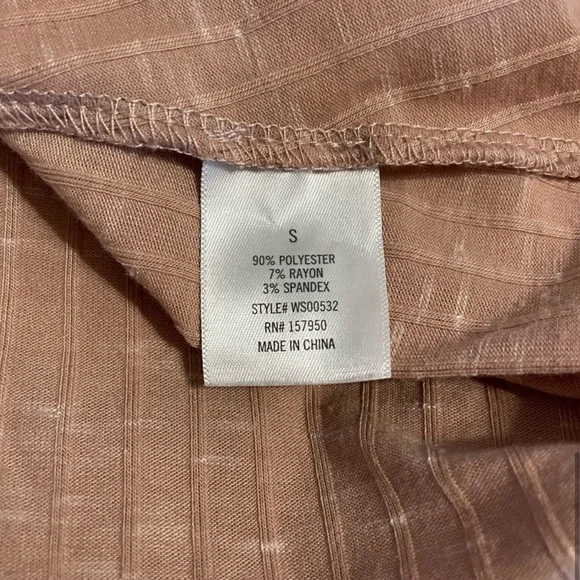 S
90% POLYESTER
7% RAYON
3% SPANDEX
STYLE# WS00532
RN# 157950
MADE IN CHINA